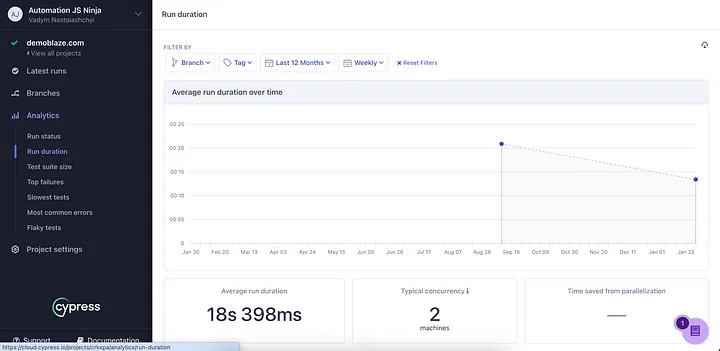 AJ
Automation JS Ninja
Vadym Nastoiashchyi
demoblaze.com
View all projects
Latest runs
Branches
Analytics
Run status
Run duration
Test suite size
Top failures
Slowest tests
Most common errors
Flaky tests
Project settings
cypress
Support
Documentation
https://cloud.cypress.io/projects/crkxpa/analytics/run-duration
Run duration
FILTER BY
Branch
Tag
Last 12 Months
Weekly
Reset Filters
Average run duration over time
00:25
00:20
00:15
00:10
00:05
0
Jan 30 Feb 20 Mar 13 Apr 03 Apr 24 May 15 Jun 05 Jun 26 Jul 17 Aug 07 Aug 28 Sep 18 Oct 09 Oct 30 Nov 20 Dec 11 Jan 01 Jan 22
Average run duration
18s 398ms
Typical concurrency
2
machines
Time saved from parallelization
—
1